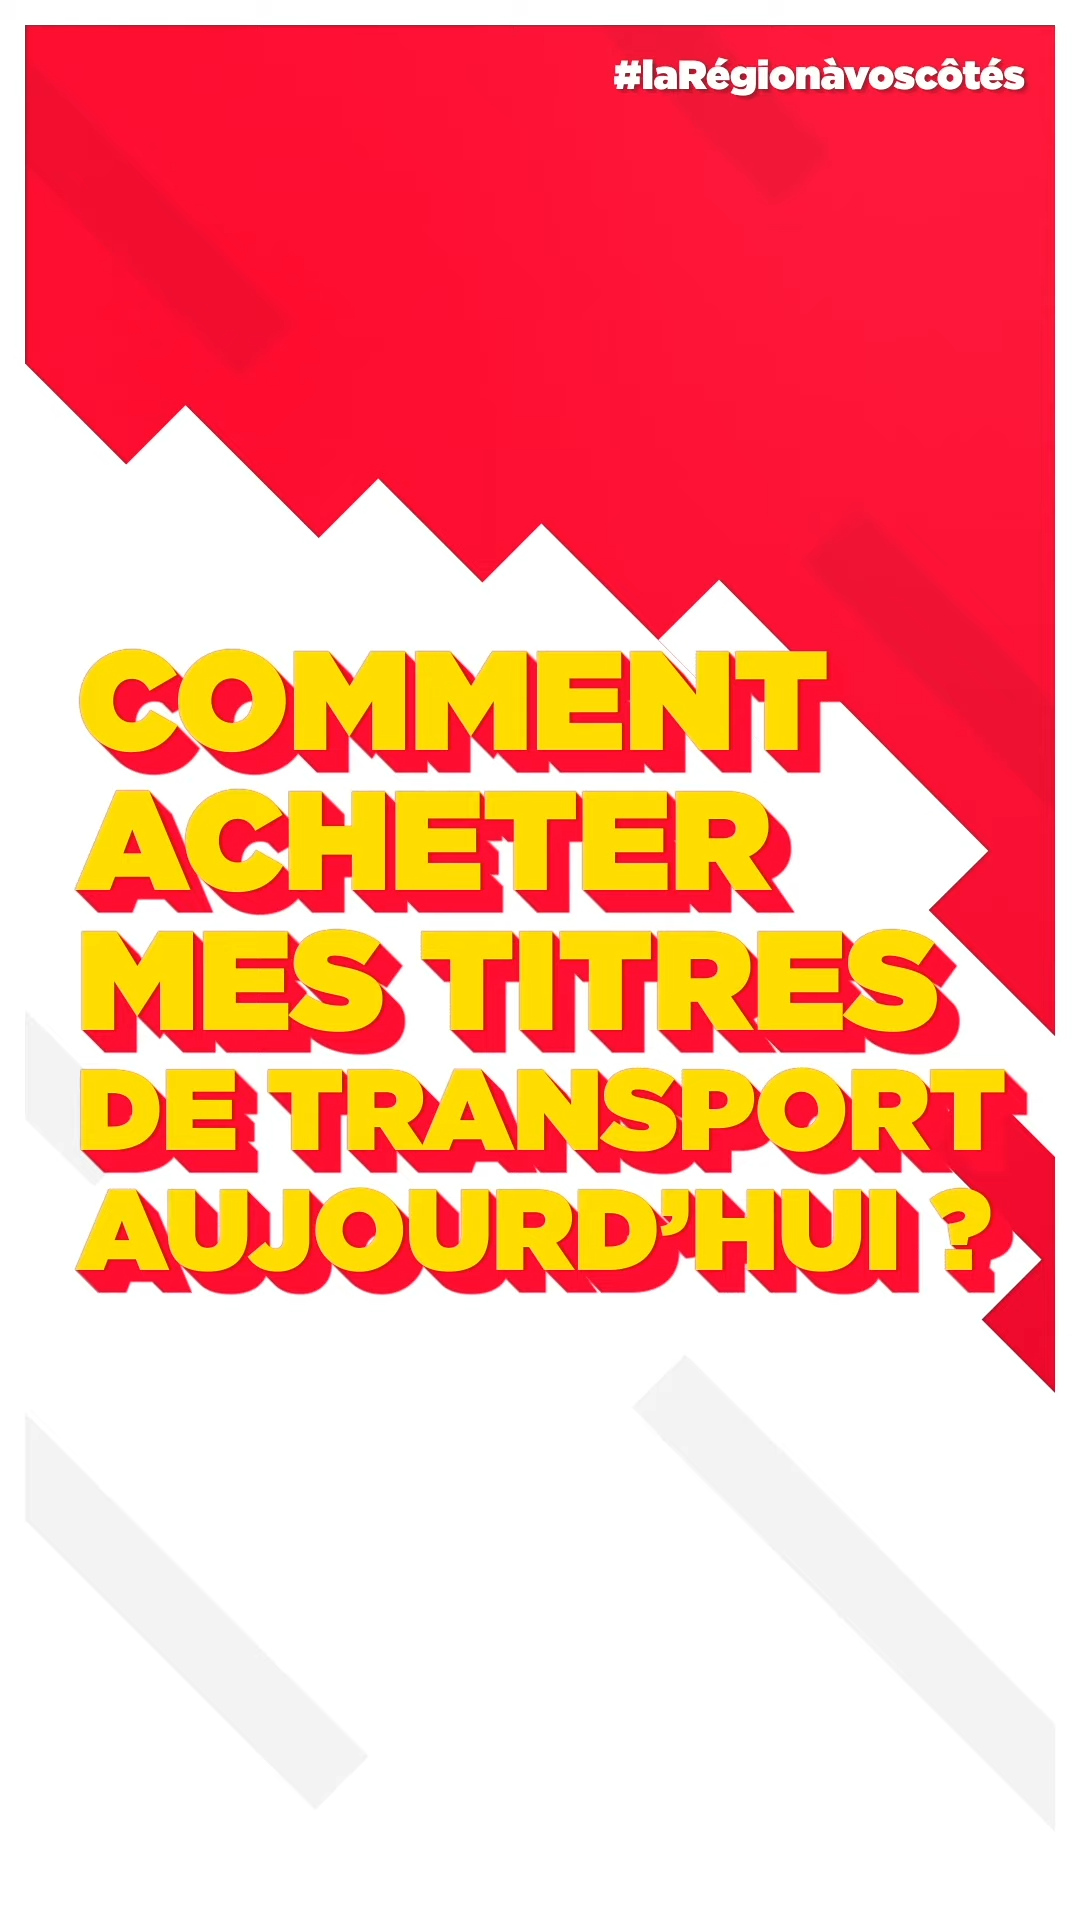 #laRégionàvoscôtés
COMMENT
ACHETER
MES TITRES
DE TRANSPORT
AUJOURD’HUI ?